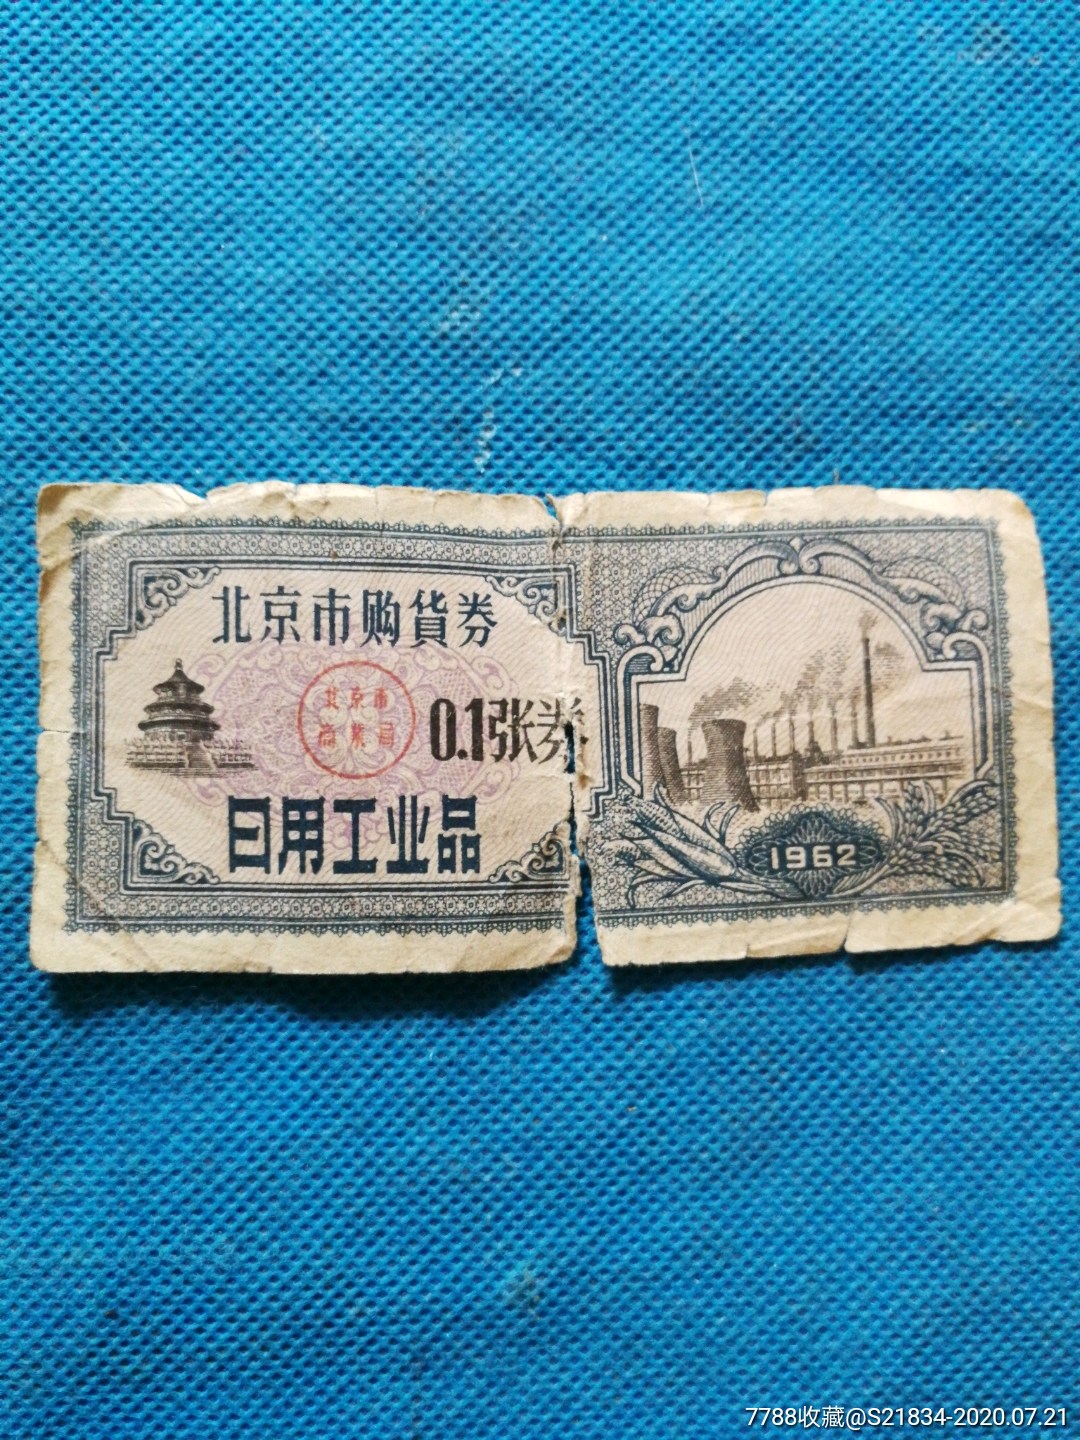 北京市购貨券
北京市
商業局
0.1张券
日用工业品
1962
7788收藏@S21834-2020.07.21